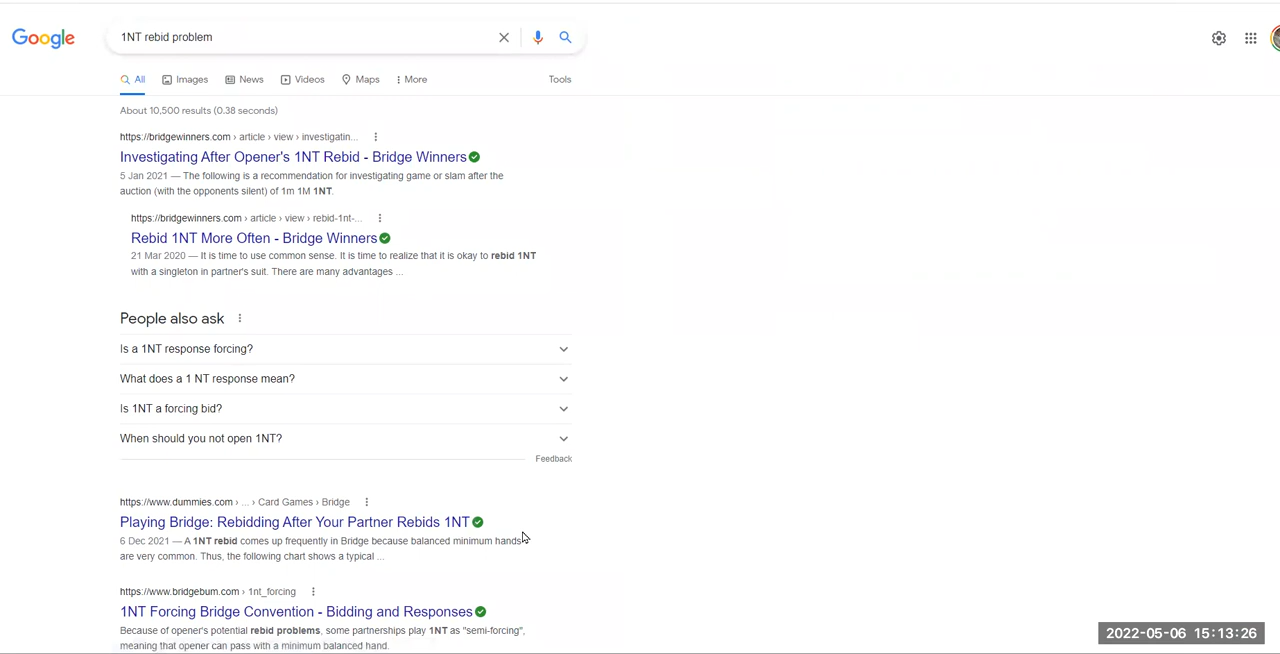 Google
1NT rebid problem
All Images News Videos Maps More Tools
About 10,500 results (0.38 seconds)
https://bridgewinners.com › article › view › investigatin...
Investigating After Opener's 1NT Rebid - Bridge Winners
5 Jan 2021 — The following is a recommendation for investigating game or slam after the
auction (with the opponents silent) of 1m 1M 1NT.
https://bridgewinners.com › article › view › rebid-1nt-...
Rebid 1NT More Often - Bridge Winners
21 Mar 2020 — It is time to use common sense. It is time to realize that it is okay to rebid 1NT
with a singleton in partner's suit. There are many advantages ...
People also ask
Is a 1NT response forcing?
What does a 1 NT response mean?
Is 1NT a forcing bid?
When should you not open 1NT?
Feedback
https://www.dummies.com › ... › Card Games › Bridge
Playing Bridge: Rebidding After Your Partner Rebids 1NT
6 Dec 2021 — A 1NT rebid comes up frequently in Bridge because balanced minimum hands
are very common. Thus, the following chart shows a typical ...
https://www.bridgebum.com › 1nt_forcing
1NT Forcing Bridge Convention - Bidding and Responses
Because of opener's potential rebid problems, some partnerships play 1NT as "semi-forcing",
meaning that opener can pass with a minimum balanced hand.
2022-05-06 15:13:26